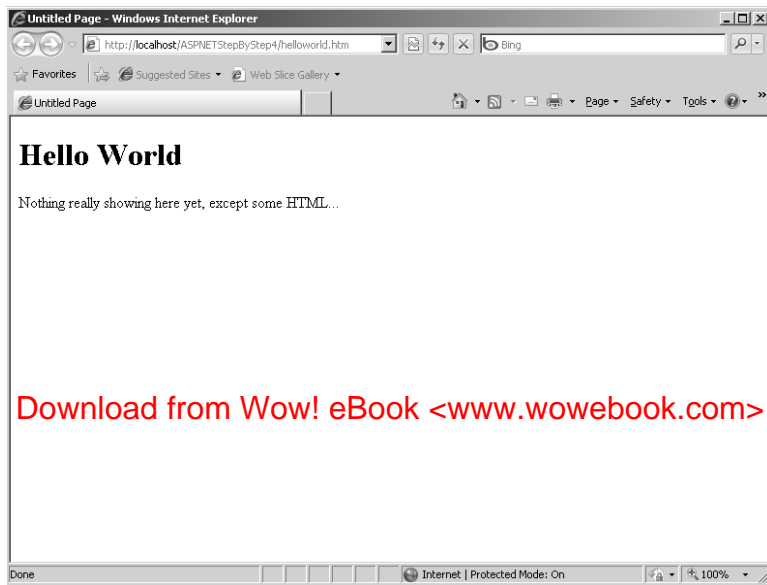 Untitled Page - Windows Internet Explorer
http://localhost/ASPNETStepByStep4/helloworld.htm
Bing
Favorites Suggested Sites Web Slice Gallery
Untitled Page
Page Safety Tools »
Hello World
Nothing really showing here yet, except some HTML...
Download from Wow! eBook <www.wowebook.com>
Done Internet | Protected Mode: On 100%